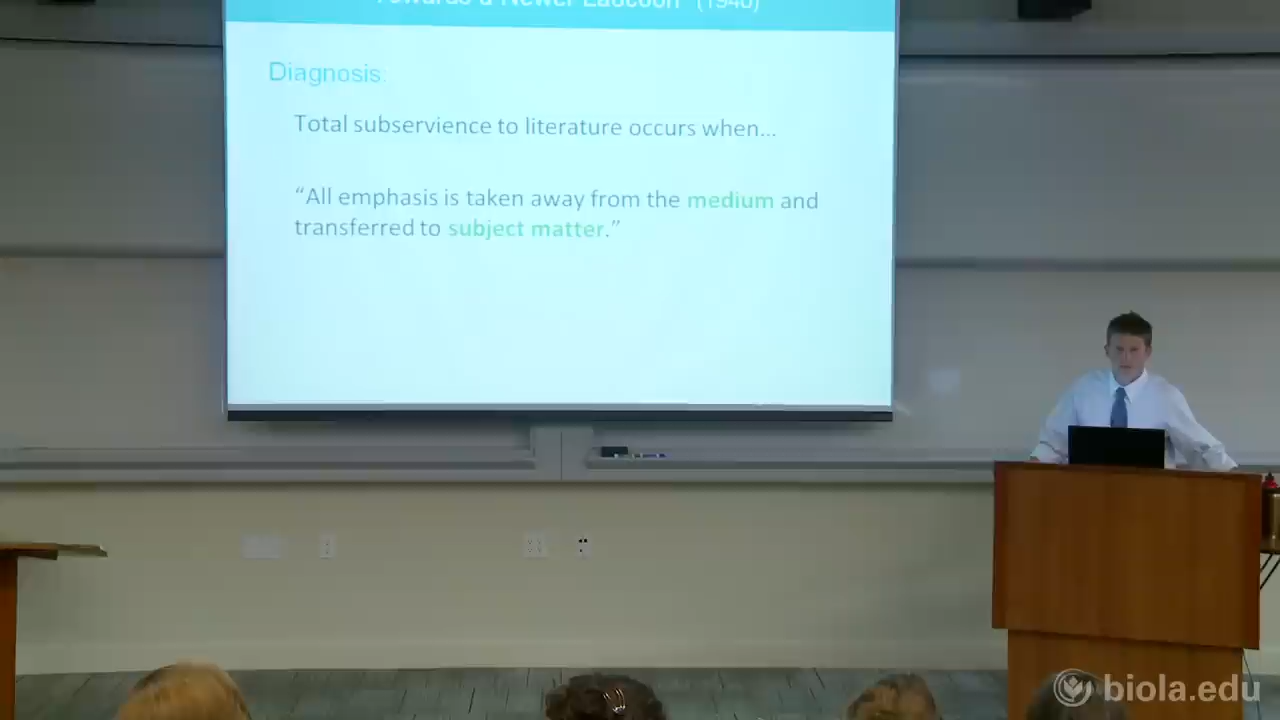 Towards a Newer Laocoon" (1940)
Diagnosis:
Total subservience to literature occurs when...
“All emphasis is taken away from the medium and
transferred to subject matter.”
biola.edu